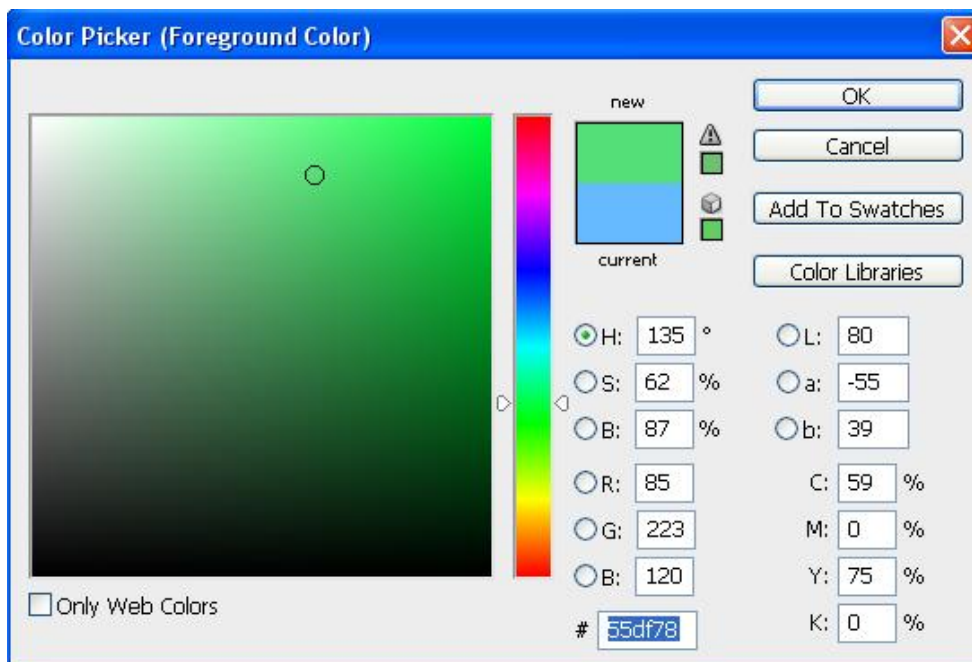 Color Picker (Foreground Color)
new
current
OK
Cancel
Add To Swatches
Color Libraries
H: 135 °
S: 62 %
B: 87 %
R: 85
G: 223
B: 120
# 55df78
L: 80
a: -55
b: 39
C: 59 %
M: 0 %
Y: 75 %
K: 0 %
Only Web Colors